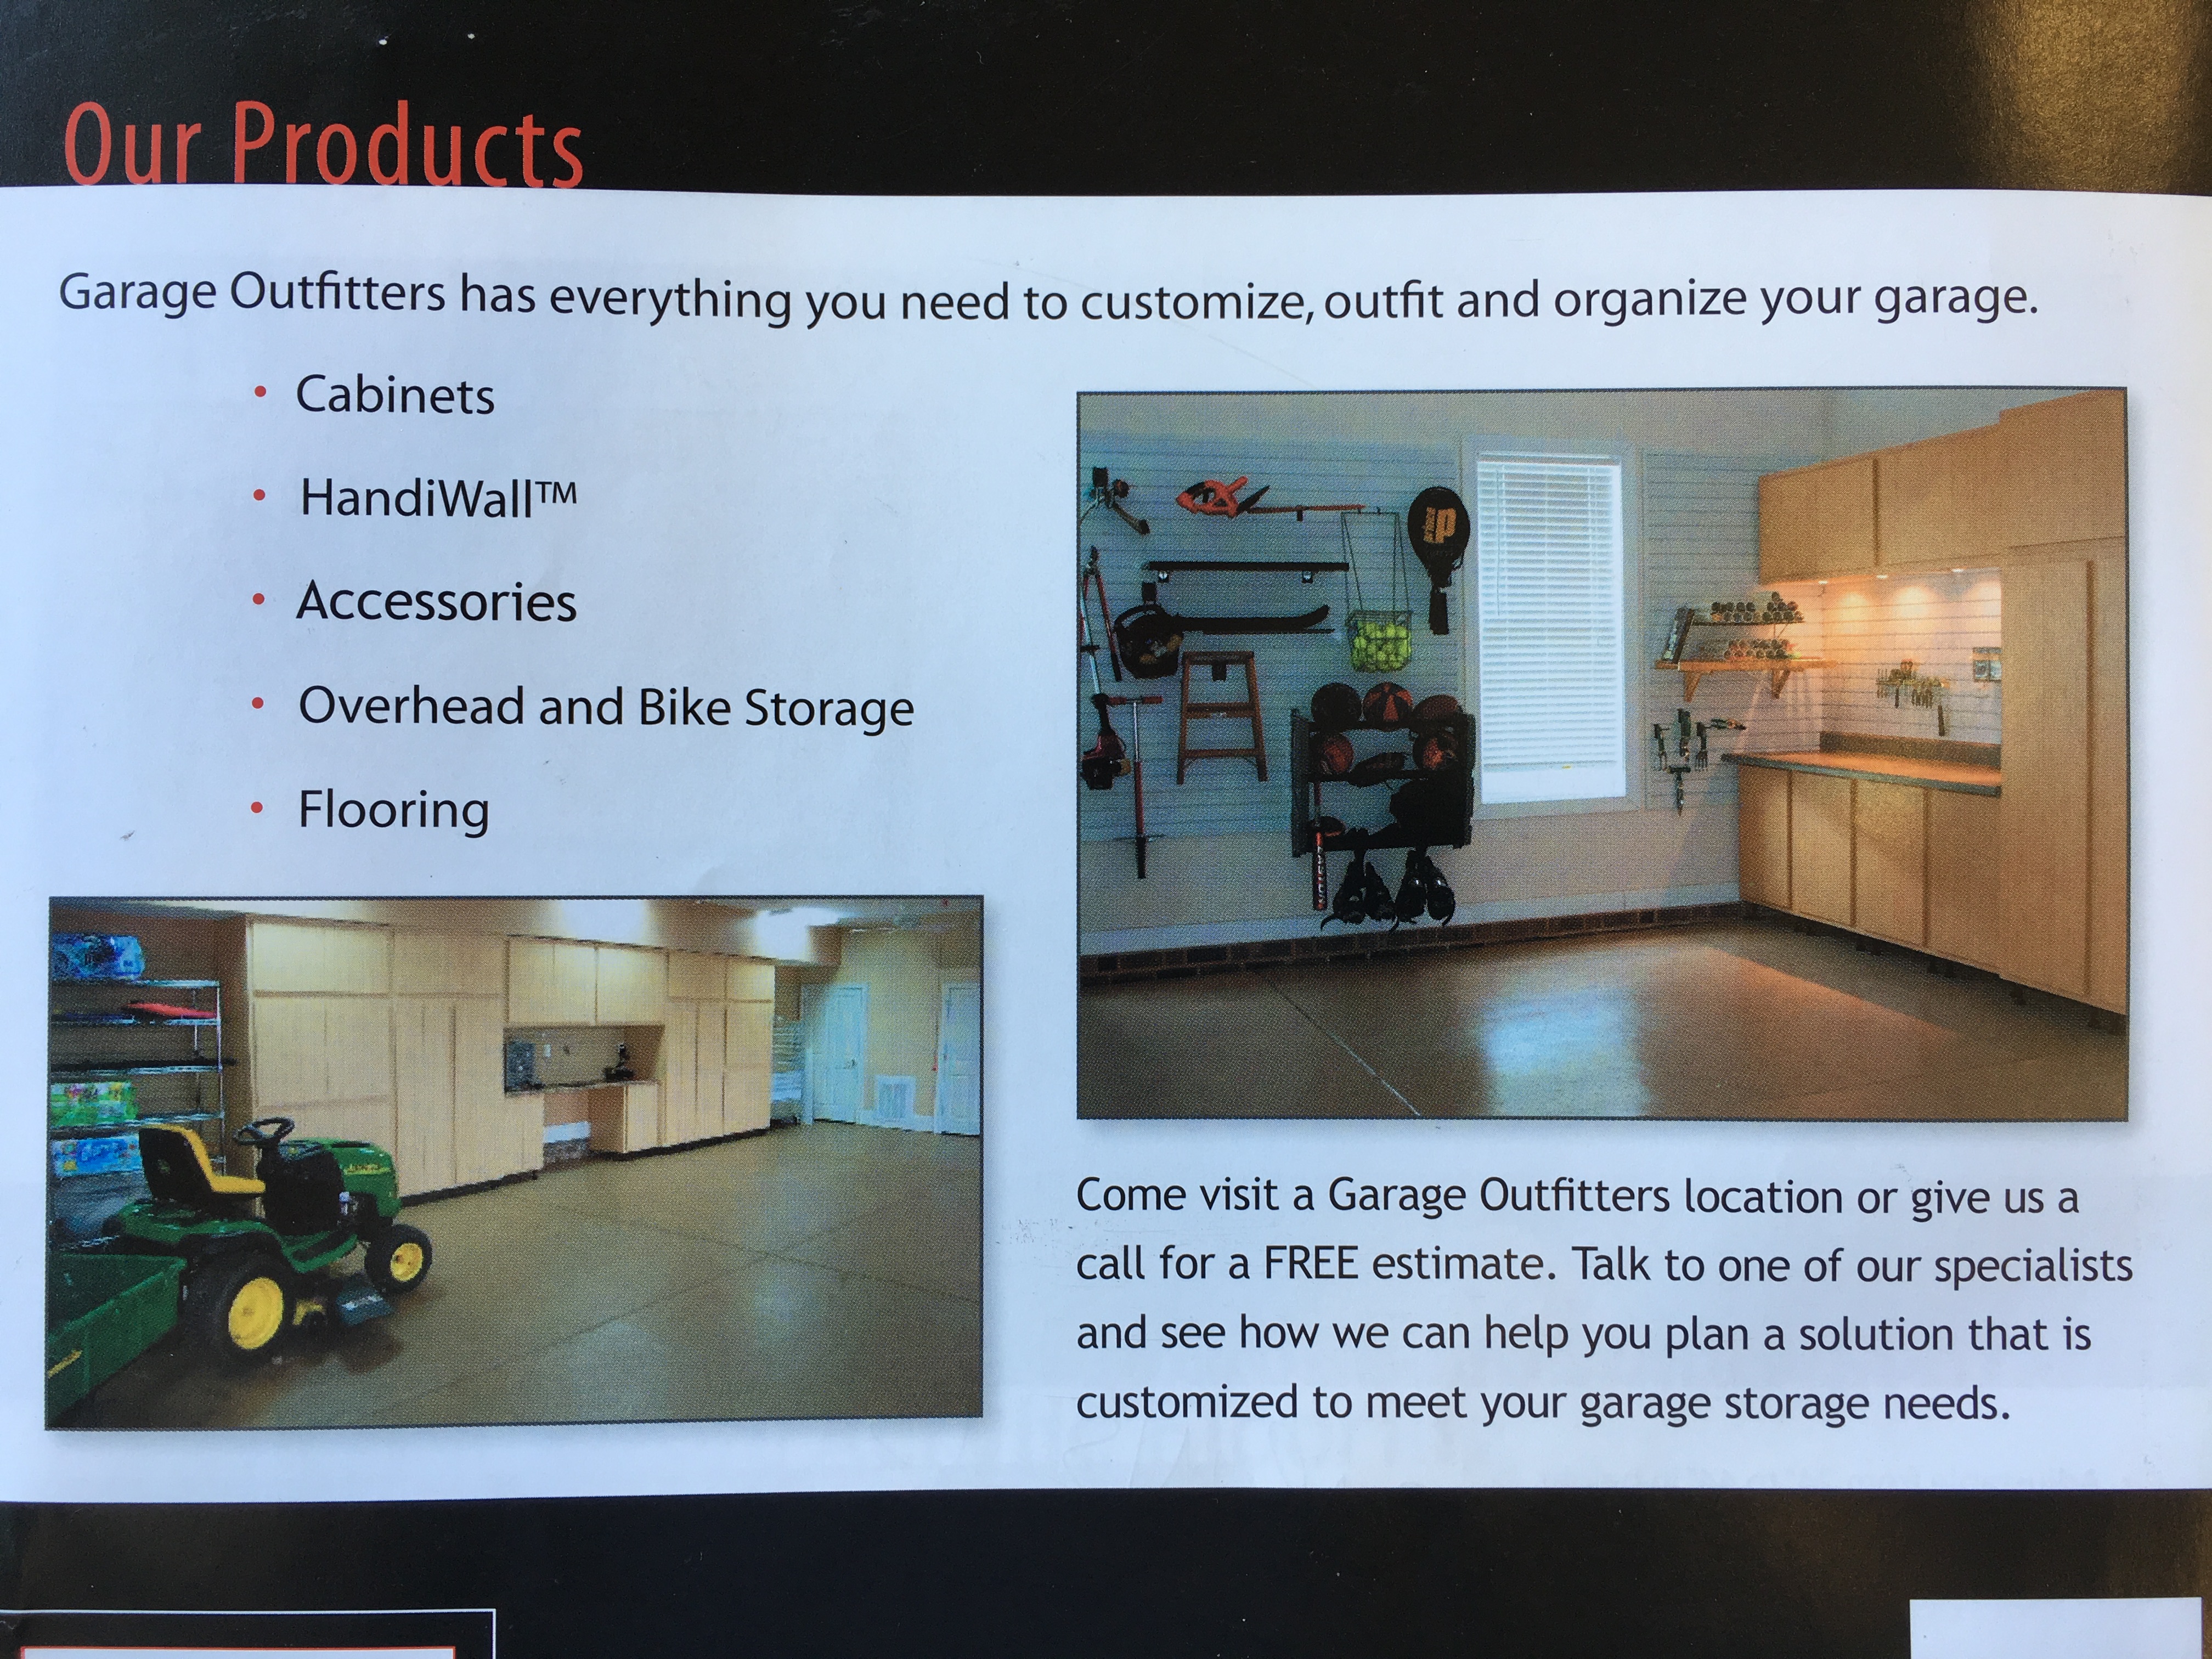 Our Products
Garage Outfitters has everything you need to customize, outfit and organize your garage.
• Cabinets
• HandiWall™
• Accessories
• Overhead and Bike Storage
• Flooring
prince
Come visit a Garage Outfitters location or give us a
call for a FREE estimate. Talk to one of our specialists
and see how we can help you plan a solution that is
customized to meet your garage storage needs.